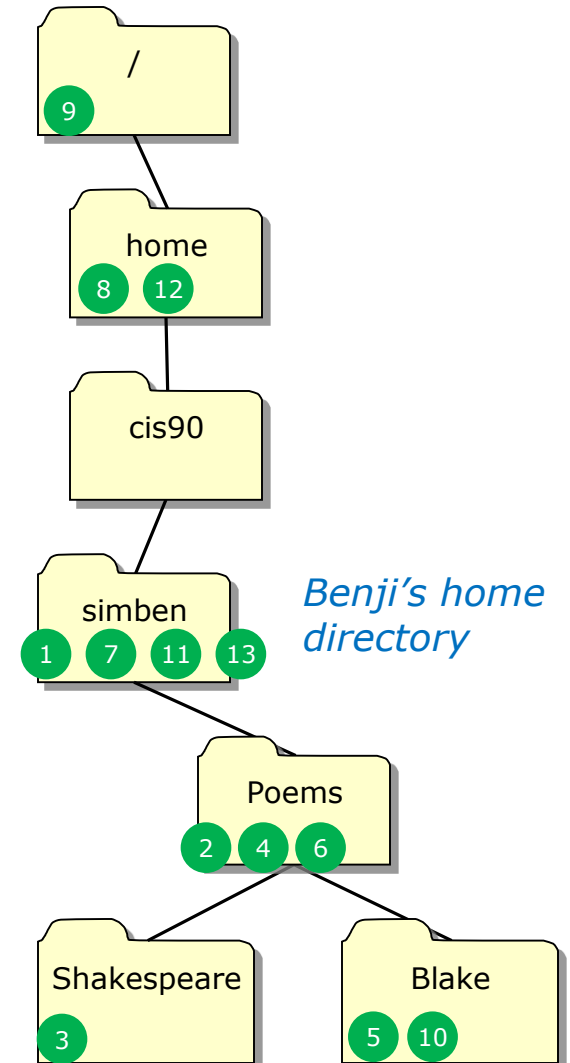 /
9
home
8 12
cis90
simben
1 7 11 13
Benji's home
directory
Poems
2 4 6
Shakespeare
3
Blake
5 10